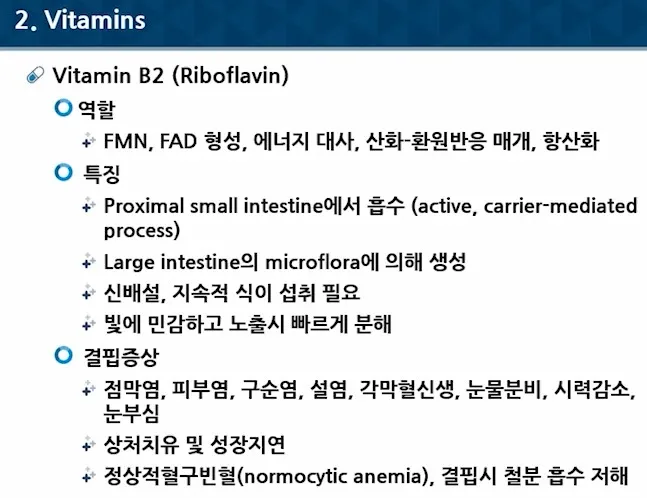 2. Vitamins
Vitamin B2 (Riboflavin)
역할
FMN, FAD 형성, 에너지 대사, 산화-환원반응 매개, 항산화
특징
Proximal small intestine에서 흡수 (active, carrier-mediated
process)
Large intestine의 microflora에 의해 생성
신배설, 지속적 식이 섭취 필요
빛에 민감하고 노출시 빠르게 분해
결핍증상
점막염, 피부염, 구순염, 설염, 각막혈신생, 눈물분비, 시력감소,
눈부심
상처치유 및 성장지연
정상적혈구빈혈(normocytic anemia), 결핍시 철분 흡수 저해